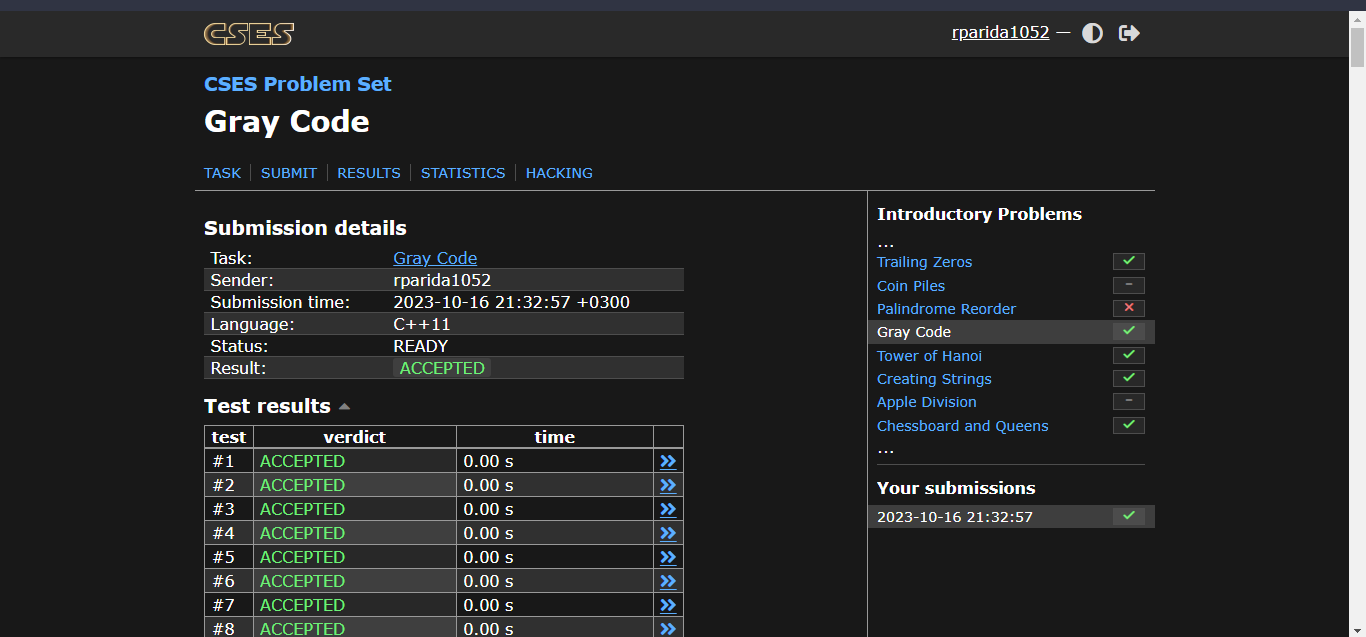 CSES
rparida1052 —
CSES Problem Set
Gray Code
TASK SUBMIT RESULTS STATISTICS HACKING
Submission details
Task: Gray Code
Sender: rparida1052
Submission time: 2023-10-16 21:32:57 +0300
Language: C++11
Status: READY
Result: ACCEPTED
Test results
test verdict time
#1 ACCEPTED 0.00 s
#2 ACCEPTED 0.00 s
#3 ACCEPTED 0.00 s
#4 ACCEPTED 0.00 s
#5 ACCEPTED 0.00 s
#6 ACCEPTED 0.00 s
#7 ACCEPTED 0.00 s
#8 ACCEPTED 0.00 s
Introductory Problems
...
Trailing Zeros
Coin Piles –
Palindrome Reorder
Gray Code
Tower of Hanoi
Creating Strings
Apple Division –
Chessboard and Queens
...
Your submissions
2023-10-16 21:32:57